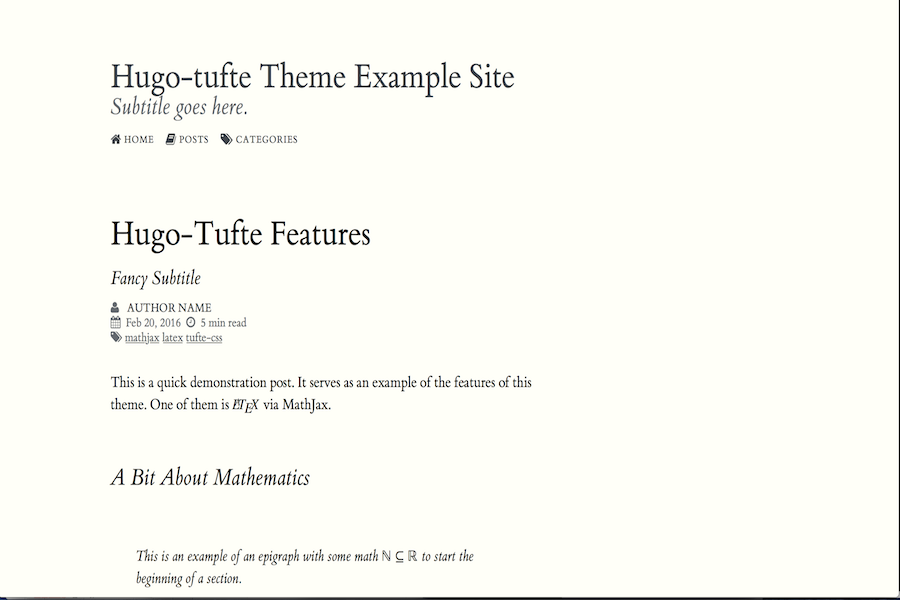 Hugo-tufte Theme Example Site
Subtitle goes here.
HOME POSTS CATEGORIES
Hugo-Tufte Features
Fancy Subtitle
AUTHOR NAME
Feb 20, 2016 5 min read
mathjax latex tufte-css
This is a quick demonstration post. It serves as an example of the features of this
theme. One of them is LATEX via MathJax.
A Bit About Mathematics
This is an example of an epigraph with some math ℕ ⊆ ℝ to start the
beginning of a section.